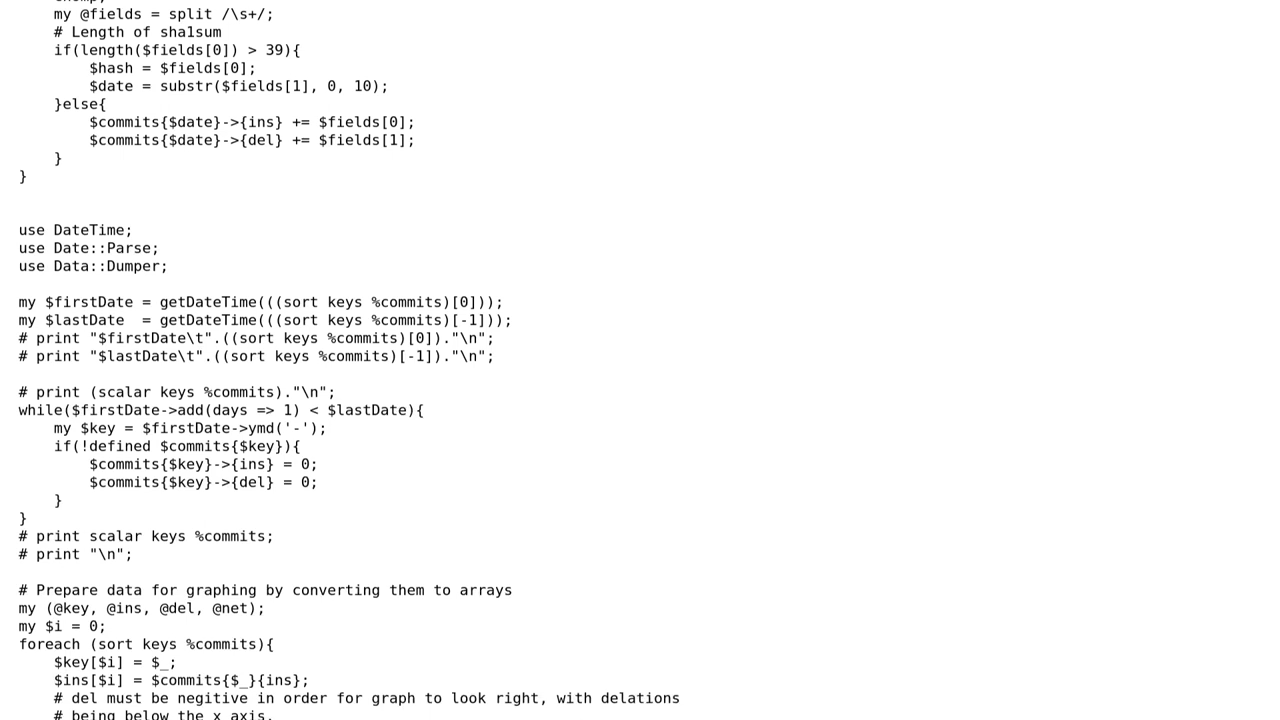 chomp;
    my @fields = split /\s+/;
    # Length of sha1sum
    if(length($fields[0]) > 39){
        $hash = $fields[0];
        $date = substr($fields[1], 0, 10);
    }else{
        $commits{$date}->{ins} += $fields[0];
        $commits{$date}->{del} += $fields[1];
    }
}
use DateTime;
use Date::Parse;
use Data::Dumper;
my $firstDate = getDateTime(((sort keys %commits)[0]));
my $lastDate  = getDateTime(((sort keys %commits)[-1]));
# print "$firstDate\t".((sort keys %commits)[0])."\n";
# print "$lastDate\t".((sort keys %commits)[-1])."\n";
# print (scalar keys %commits)."\n";
while($firstDate->add(days => 1) < $lastDate){
    my $key = $firstDate->ymd('-');
    if(!defined $commits{$key}){
        $commits{$key}->{ins} = 0;
        $commits{$key}->{del} = 0;
    }
}
# print scalar keys %commits;
# print "\n";
# Prepare data for graphing by converting them to arrays
my (@key, @ins, @del, @net);
my $i = 0;
foreach (sort keys %commits){
    $key[$i] = $_;
    $ins[$i] = $commits{$_}{ins};
    # del must be negitive in order for graph to look right, with delations
    # being below the x axis.